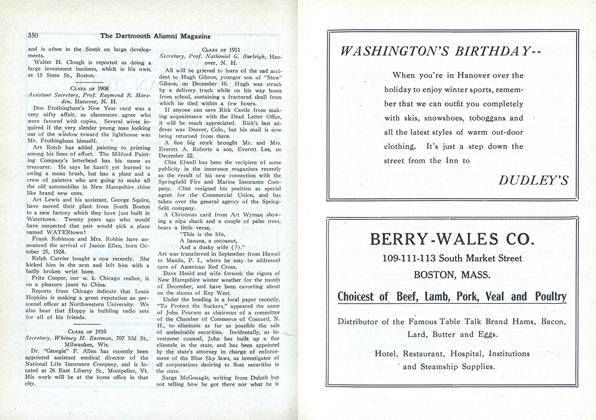 350 The Dartmouth Alumni Magazine
and is often in the South on large develop-
ments.
Walter H. Clough is reported as doing a
large investment business, which is his own,
at 15 State St., Boston.
CLASS OF 1908
Assistant Secretary, Prof. Raymond R. Mars-
den, Hanover, N. H.
Don Frothingham's New Year card was a
very nifty affair, as classmates agree who
were favored with copies. Several wives in-
quired if the very slender young man looking
out of the window toward the lighthouse was
Mr. Frothingham himself.
Art Rotch has added painting to printing
among his lines of effort. The Milford Paint-
ing Company's letterhead has his name as
treasurer. He says he hasn't yet learned to
swing a mean brush, but has a plant and a
crew of painters who are going to make all
the old automobiles in New Hampshire shine
like brand new ones.
Art Lewis and his associate, George Squier,
have moved their plant from South Boston
to a new factory which they have just built in
Watertown. Twenty years ago who would
have suspected that pair would pick a place
named WATERtown!
Frank Robinson and Mrs. Robbie have an-
nounced the arrival of Janice Ellen, born Oc-
tober 25, 1924.
Ralph Currier bought a cow recently. She
kicked him in the arm and left him with a
badly broken wrist bone.
Fritz Cooper, our w. k. Chicago realtor, is
on a pleasure jaunt to China.
Reports from Chicago indicate that Louis
Hopkins is making a great reputation as per-
sonnel officer at Northwestern University. We
also hear that Hoppy is building radio sets
for all of his friends.
CLASS OF 1910
Secretary, Whitney H. Eastman, 707 53d St.,
Milwaukee, Wis.
Dr. "Georgie" F. Allen has recently been
appointed assistant medical director of the
National Life Insurance Company, and is lo-
cated at 26 East Liberty St., Montpelier, Vt.
His work will be at the home office in that
city.
CLASS OF 1911
Secretary, Prof. Nathaniel G. Burleigh, Han-
over, N. H.
All will be grieved to learn of the sad acci-
dent to Hugh Gibson, younger son of "Stew"
Gibson, on December 10. Hugh was struck
by a delivery truck while on his way home
from school, sustaining a fractured skull from
which he died within a few hours.
If anyone can save Rick Castle from mak-
ing acquaintance with the Dead Letter Office,
it will be much appreciated. Rick's last ad-
dress was Denver, Colo., but his mail is now
being returned from there.
A fine big stork brought Mr. and Mrs.
Everett A. Roberts a son, Everett Lee, on
December 22.
Clint Elwell has been the recipient of some
publicity in the insurance magazines recently
as the result of his new connection with the
Springfield Fire and Marine Insurance Com-
pany. Clint resigned his position as special
agent for the Commercial Union, and has
taken over the general agency of the Spring-
field company.
A Christmas card from Art Wyman show-
ing a nipa shack and a couple of palm trees,
bears a little verse,
"This is the life,
A banana, a cocoanut,
And a dusky wife (?)."
Art was transferred in September from Hawaii
to Manila, P. I., where he may be addressed
care of American Red Cross.
Dave Heald and wife forsook the rigors of
New Hampshire winter weather for the month
of December, and have been cavorting about
on the shores of Key West.
Under the heading in a local paper recently,
"To Protect the Suckers," appeared the name
of John Pearson as chairman of a committee
of the Chamber of Commerce of Concord, N.
H., to eliminate as far as possible the sale
of undesirable securities. Incidentally, as in-
vestment counsel, John has built up a fine
clientele in the state, and has been appointed
by the state's attorney in charge of enforce-
ment of the Blue Sky laws, as investigator of
all corporations desiring to float securities in
the state.
Sarge McGonagle, writing from Duluth but
not telling how he got there nor what he is
WASHINGTON'S BIRTHDAY--
When you're in Hanover over the
holiday to enjoy winter sports, remem-
ber that we can outfit you completely
with skis, snowshoes, toboggans and
all the latest styles of warm out-door
clothing. It's just a step down the
street from the Inn to
DUDLEY'S
BERRY-WALES CO.
109-111-113 South Market Street
BOSTON, MASS.
Choicest of Beef, Lamb, Pork, Veal and Poultry
Distributor of the Famous Table Talk Brand Hams, Bacon,
Lard, Butter and Eggs.
Hotel, Restaurant, Hospital, Institutions
and Steamship Supplies.